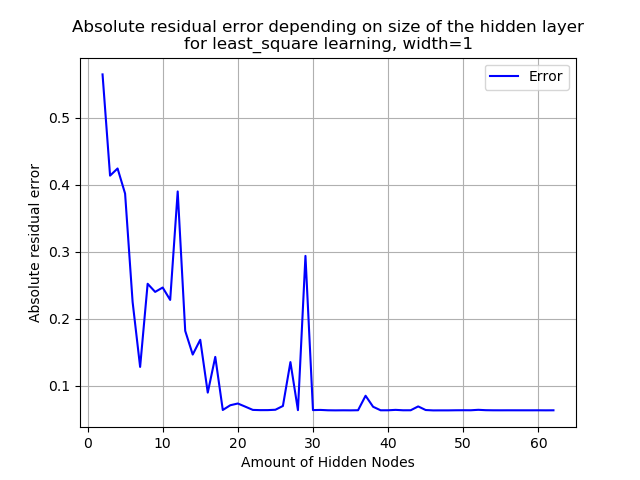 Absolute residual error depending on size of the hidden layer
for least_square learning, width=1
Error
Absolute residual error
0.5
0.4
0.3
0.2
0.1
0
10
20
30
40
50
60
Amount of Hidden Nodes